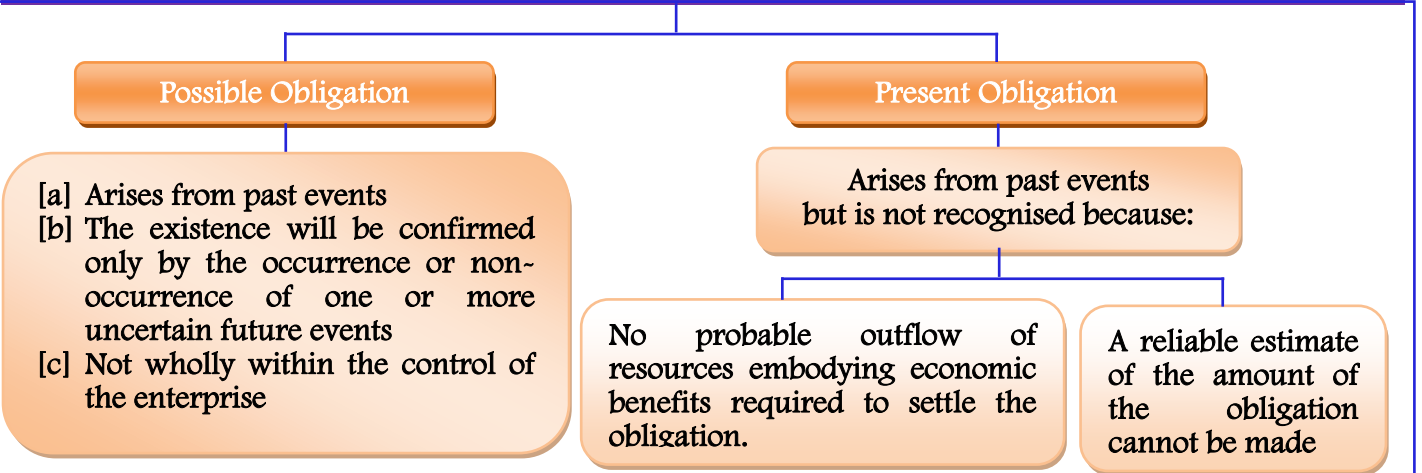 Possible Obligation
[a] Arises from past events
[b] The existence will be confirmed
only by the occurrence or non-
occurrence of one or more
uncertain future events
[c] Not wholly within the control of
the enterprise
Present Obligation
Arises from past events
but is not recognised because:
No probable outflow of
resources embodying economic
benefits required to settle the
obligation.
A reliable estimate
of the amount of
the obligation
cannot be made